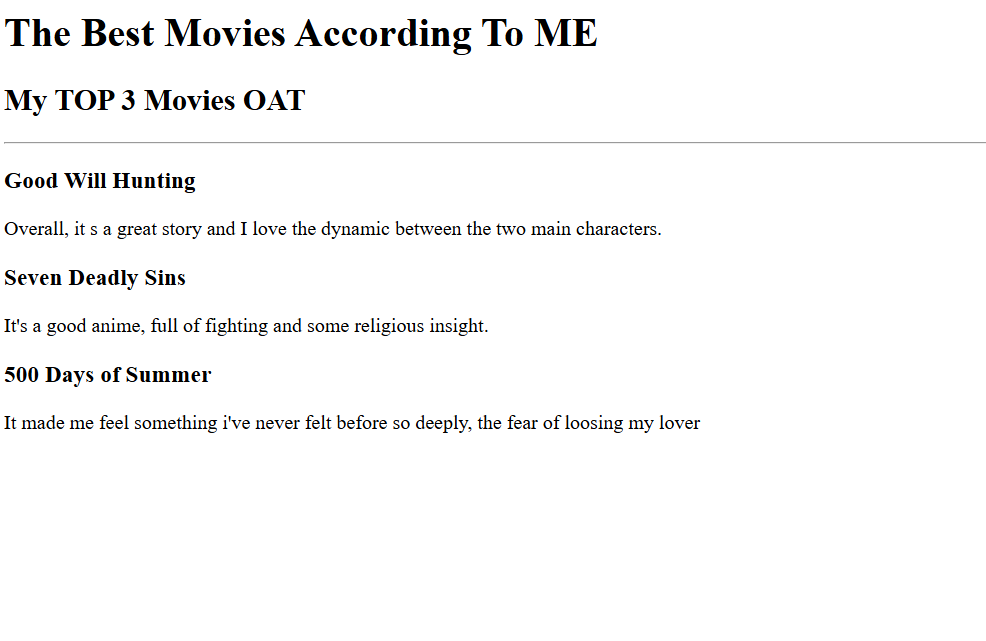 The Best Movies According To ME
My TOP 3 Movies OAT
Good Will Hunting
Overall, it s a great story and I love the dynamic between the two main characters.
Seven Deadly Sins
It's a good anime, full of fighting and some religious insight.
500 Days of Summer
It made me feel something i've never felt before so deeply, the fear of loosing my lover